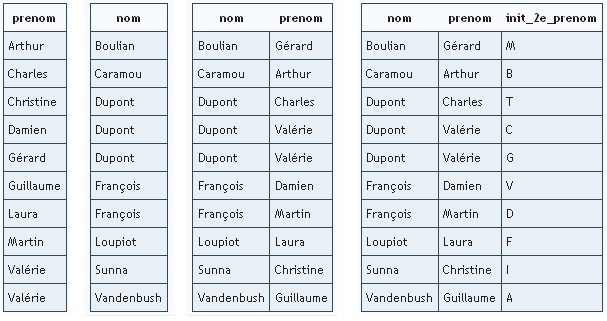 prenom
Arthur
Charles
Christine
Damien
Gérard
Guillaume
Laura
Martin
Valérie
Valérie
nom
Boulian
Caramou
Dupont
Dupont
Dupont
François
François
Loupiot
Sunna
Vandenbush
nom prenom
Boulian Gérard
Caramou Arthur
Dupont Charles
Dupont Valérie
Dupont Valérie
François Damien
François Martin
Loupiot Laura
Sunna Christine
Vandenbush Guillaume
nom prenom init_2e_prenom
Boulian Gérard M
Caramou Arthur B
Dupont Charles T
Dupont Valérie C
Dupont Valérie G
François Damien V
François Martin D
Loupiot Laura F
Sunna Christine I
Vandenbush Guillaume A